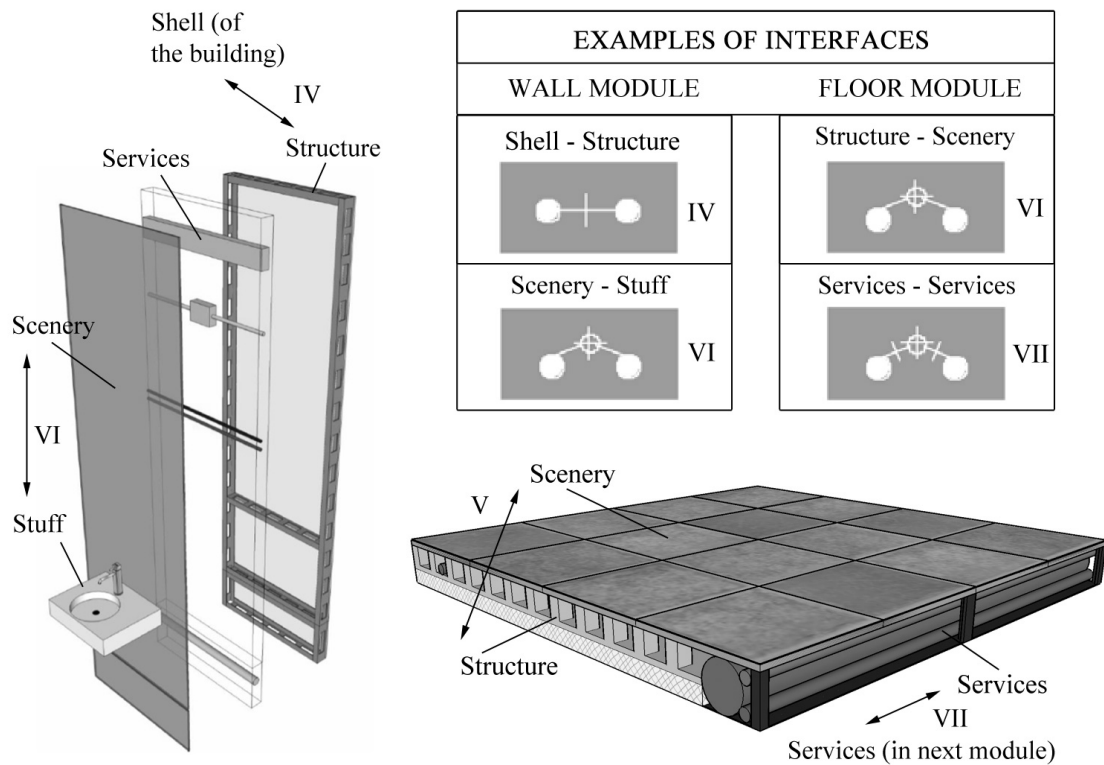 Shell (of
the building)
IV
Structure
Services
Scenery
VI
Stuff
EXAMPLES OF INTERFACES
WALL MODULE
FLOOR MODULE
Shell - Structure
IV
Structure - Scenery
VI
Scenery - Stuff
VI
Services - Services
VII
Scenery
V
Structure
Services
VII
Services (in next module)